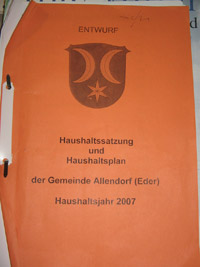 ENTWURF
Haushaltssatzung
und
Haushaltsplan
der Gemeinde Allendorf (Eder)
Haushaltsjahr 2007